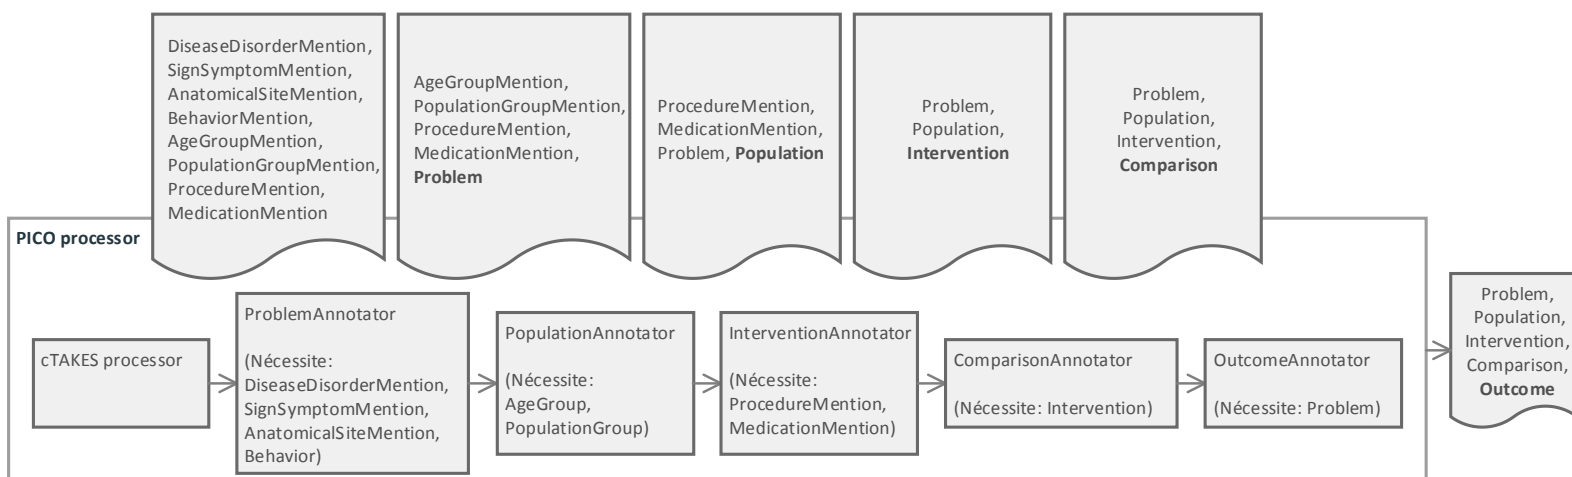 DiseaseDisorderMention,
SignSymptomMention,
AnatomicalSiteMention,
BehaviorMention,
AgeGroupMention,
PopulationGroupMention,
ProcedureMention,
MedicationMention
AgeGroupMention,
PopulationGroupMention,
ProcedureMention,
MedicationMention,
Problem
ProcedureMention,
MedicationMention,
Problem, Population
Problem,
Population,
Intervention
Problem,
Population,
Intervention,
Comparison
PICO processor
cTAKES processor
ProblemAnnotator
(Nécessite:
DiseaseDisorderMention,
SignSymptomMention,
AnatomicalSiteMention,
Behavior)
PopulationAnnotator
(Nécessite:
AgeGroup,
PopulationGroup)
InterventionAnnotator
(Nécessite:
ProcedureMention,
MedicationMention)
ComparisonAnnotator
(Nécessite: Intervention)
OutcomeAnnotator
(Nécessite: Problem)
Problem,
Population,
Intervention,
Comparison,
Outcome